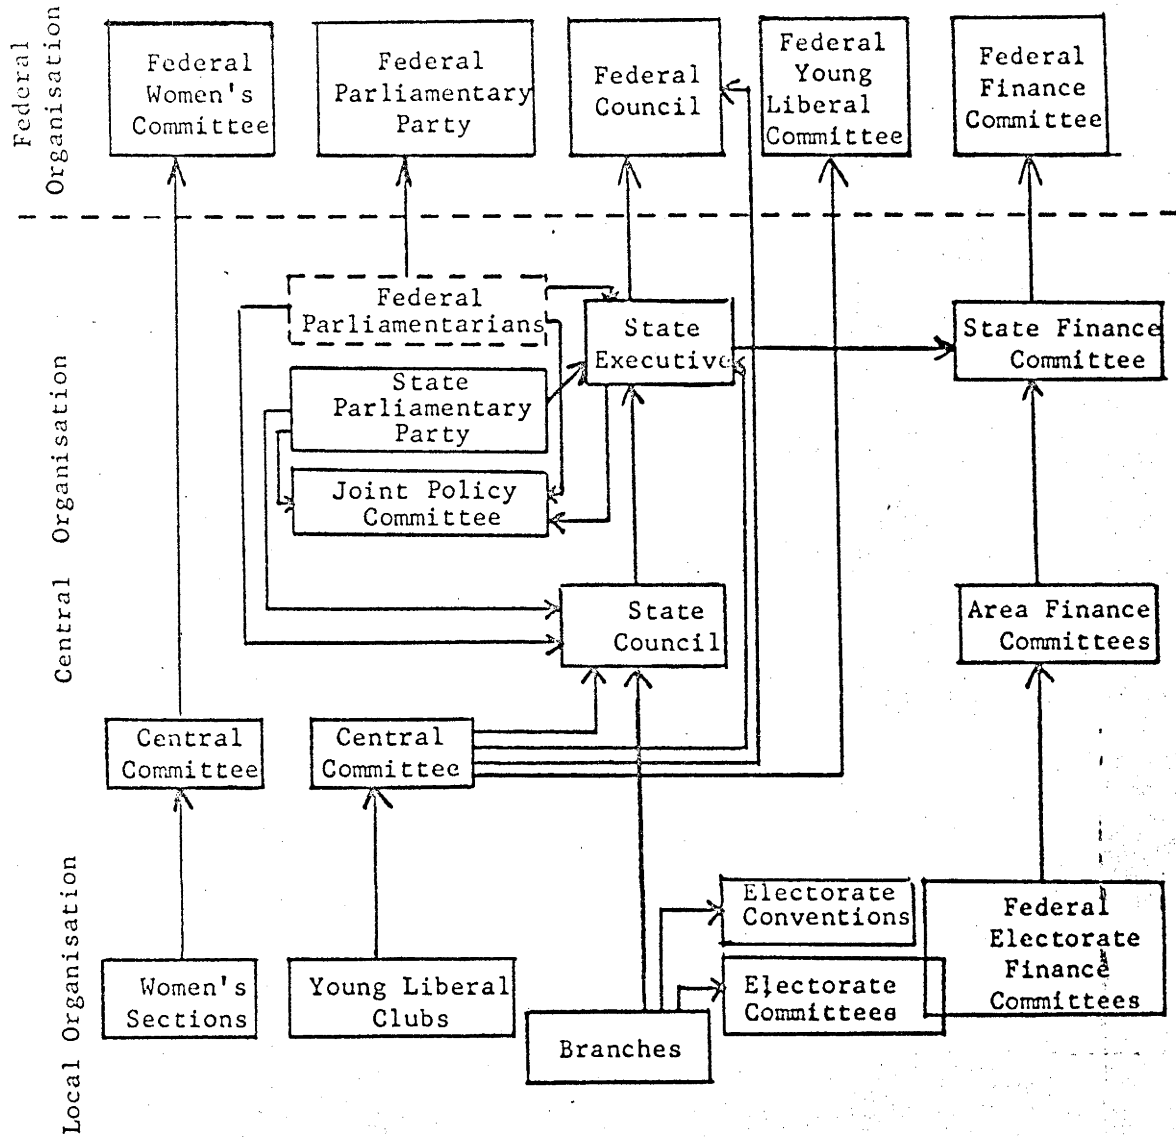 Federal
Organisation
Federal
Women's
Committee
Federal
Parliamentary
Party
Federal
Council
Federal
Young
Liberal
Committee
Federal
Finance
Committee
Central Organisation
Federal
Parliamentarians
State
Executive
State Finance
Committee
State
Parliamentary
Party
Joint Policy
Committee
State
Council
Area Finance
Committees
Central
Committee
Central
Committee
Local Organisation
Women's
Sections
Young Liberal
Clubs
Branches
Electorate
Conventions
Electorate
Committees
Federal
Electorate
Finance
Committees